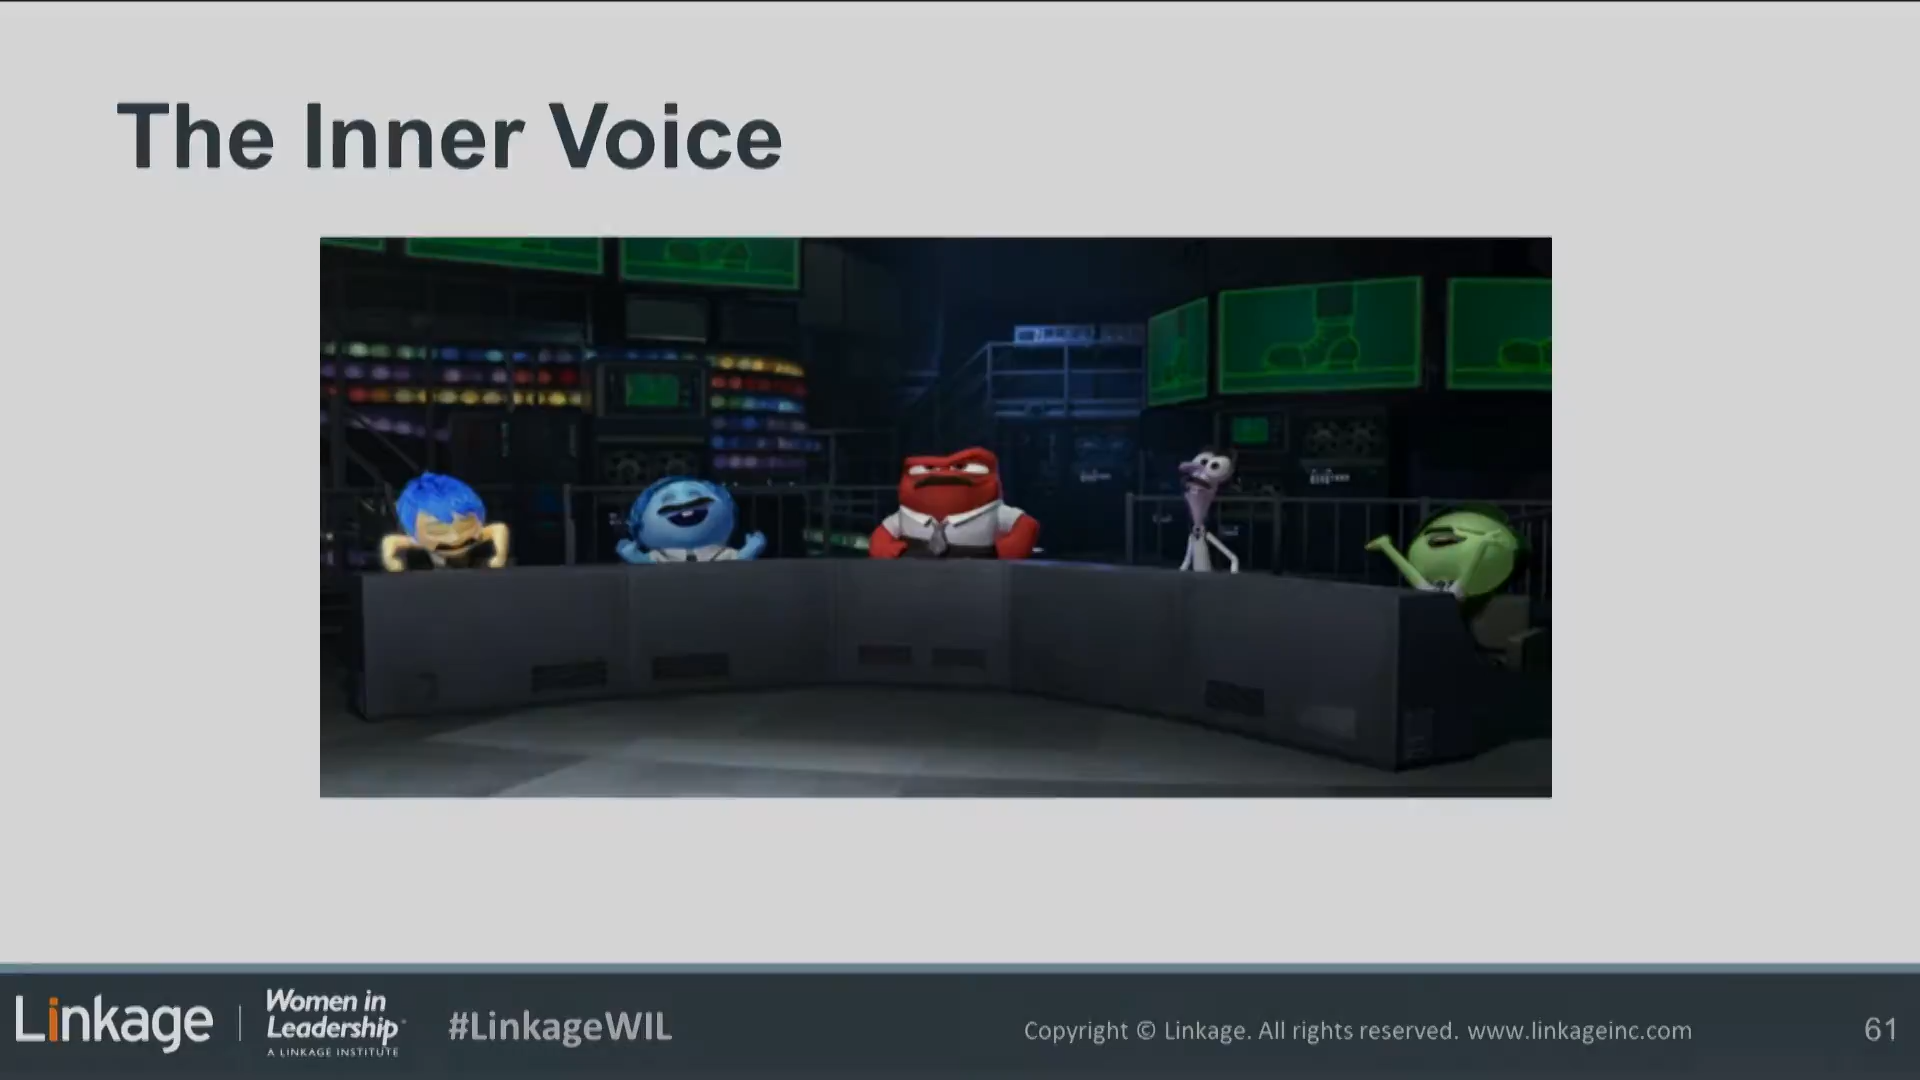 The Inner Voice
Linkage
Women in
Leadership
A LINKAGE INSTITUTE
#LinkageWIL
Copyright © Linkage. All rights reserved. www.linkageinc.com
61